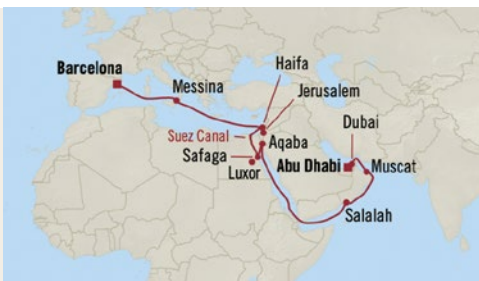 Barcelona
Haifa
Messina
Jerusalem
Suez Canal
Aqaba
Dubai
Safaga
Luxor
Abu Dhabi
Muscat
Salalah